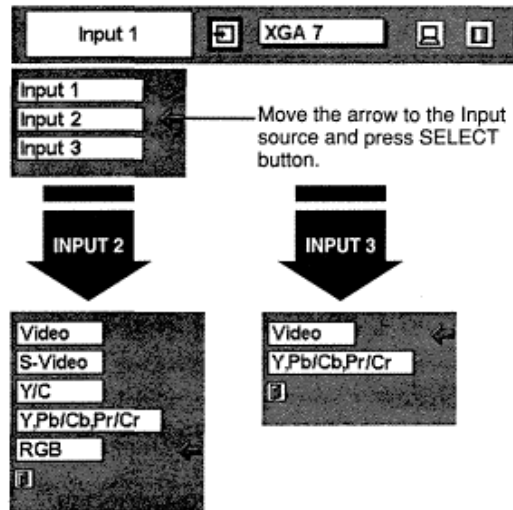 Input 1
XGA 7
Input 1
Input 2
Input 3
Move the arrow to the Input
source and press SELECT
button.
INPUT 2
INPUT 3
Video
S-Video
Y/C
Y,Pb/Cb,Pr/Cr
RGB
Video
Y,Pb/Cb,Pr/Cr